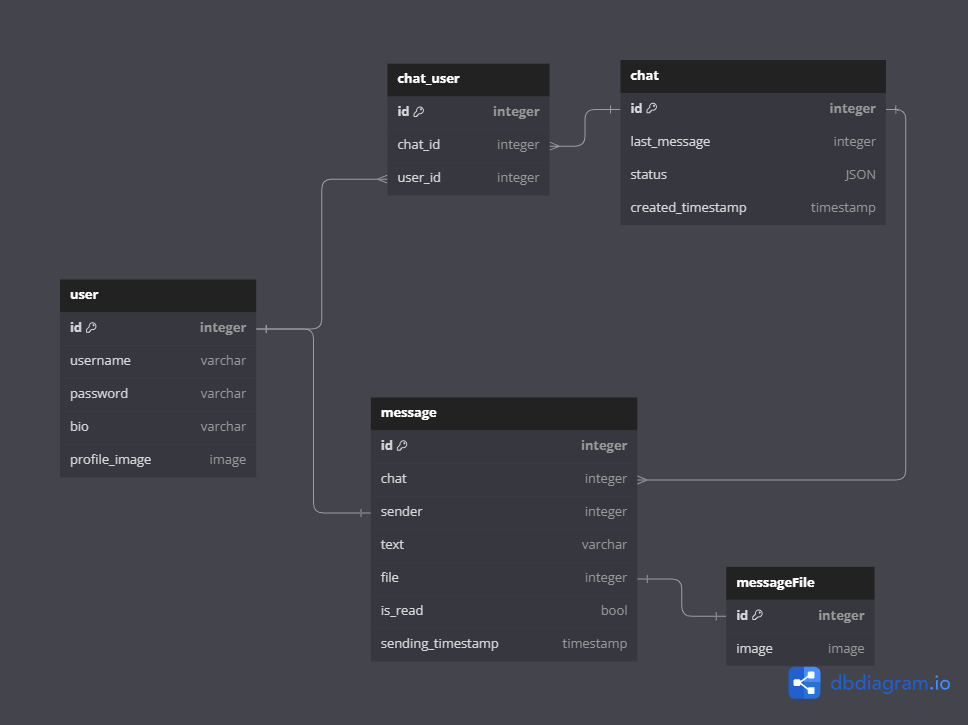 chat_user
id integer
chat_id integer
user_id integer
chat
id integer
last_message integer
status JSON
created_timestamp timestamp
user
id integer
username varchar
password varchar
bio varchar
profile_image image
message
id integer
chat integer
sender integer
text varchar
file integer
is_read bool
sending_timestamp timestamp
messageFile
id integer
image image
dbdiagram.io